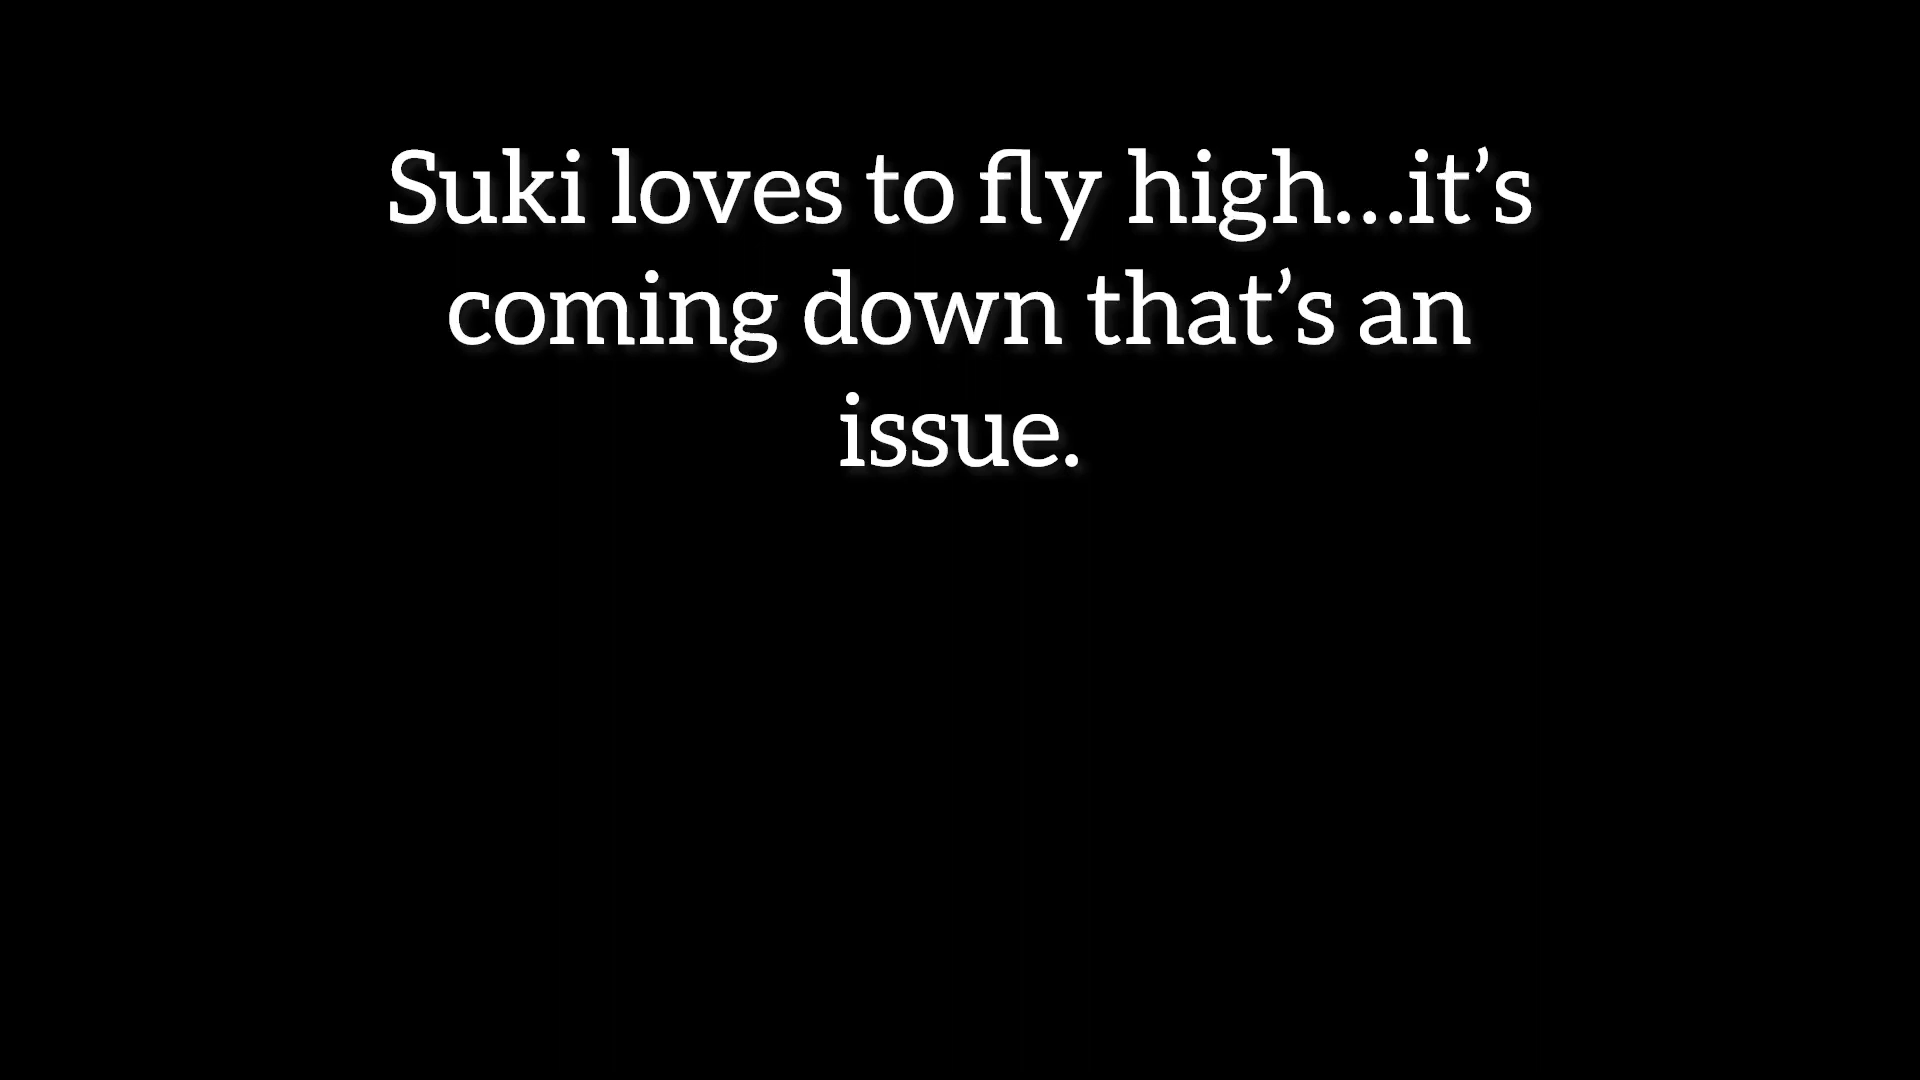 Suki loves to fly high...it’s
coming down that’s an
issue.